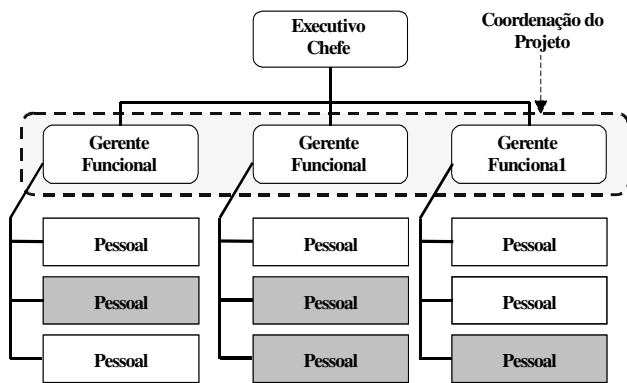 Executivo
Chefe
Coordenação do
Projeto
Gerente
Funcional
Gerente
Funcional
Gerente
Funciona1
Pessoal
Pessoal
Pessoal
Pessoal
Pessoal
Pessoal
Pessoal
Pessoal
Pessoal